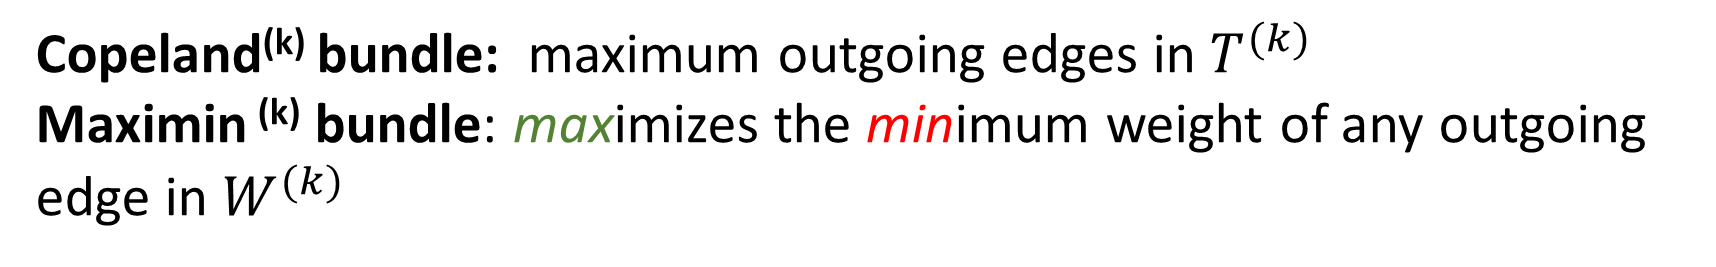 Copeland⁽ᵏ⁾ bundle: maximum outgoing edges in T⁽ᵏ⁾
Maximin ⁽ᵏ⁾ bundle: maximizes the minimum weight of any outgoing
edge in W⁽ᵏ⁾